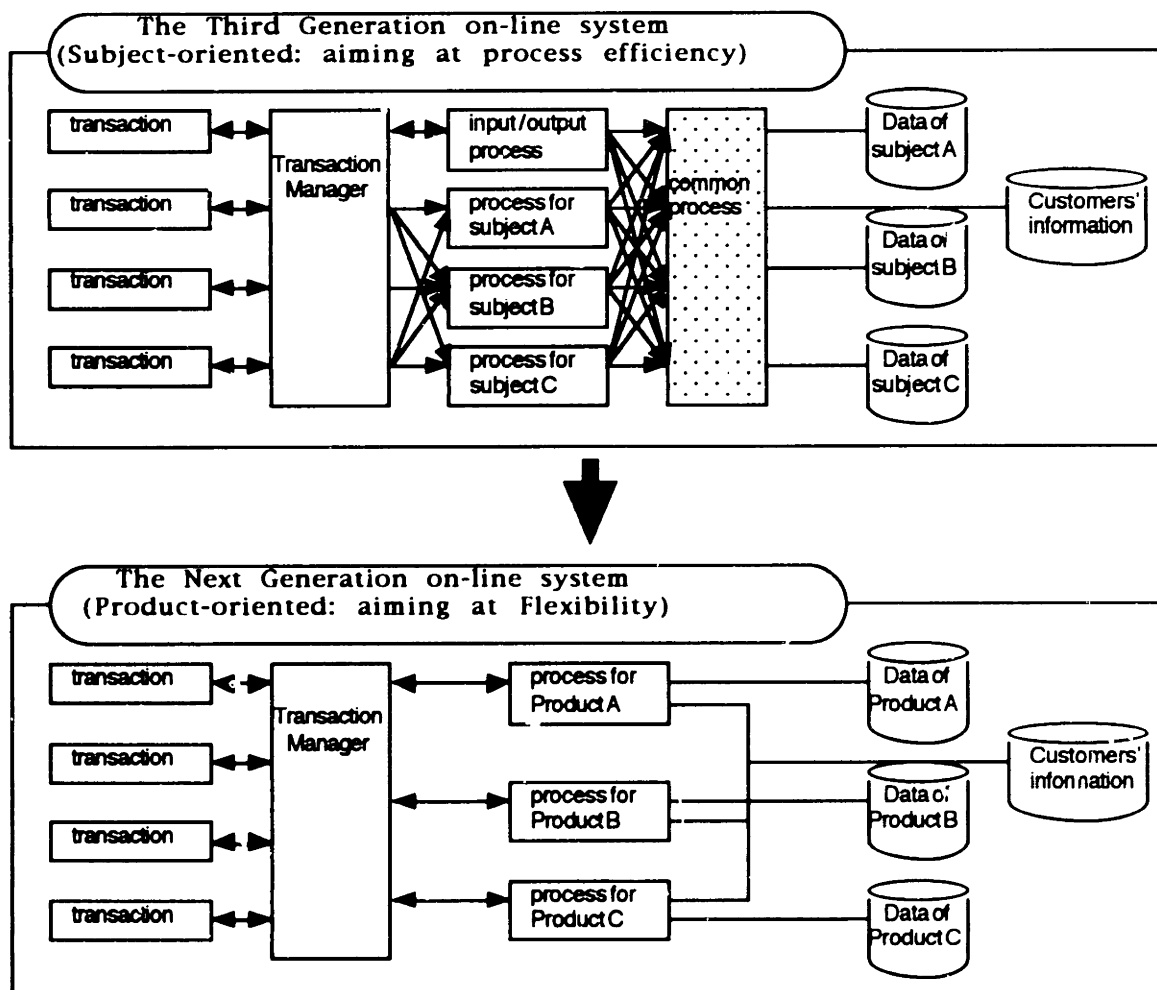 The Third Generation on-line system
(Subject-oriented: aiming at process efficiency)
transaction
transaction
transaction
transaction
Transaction
Manager
input/output
process
process for
subject A
process for
subject B
process for
subject C
common
process
Data of
subject A
Data of
subject B
Data of
subject C
Customers'
information
The Next Generation on-line system
(Product-oriented: aiming at Flexibility)
transaction
transaction
transaction
transaction
Transaction
Manager
process for
Product A
process for
Product B
process for
Product C
Data of
Product A
Data of
Product B
Data of
Product C
Customers'
information